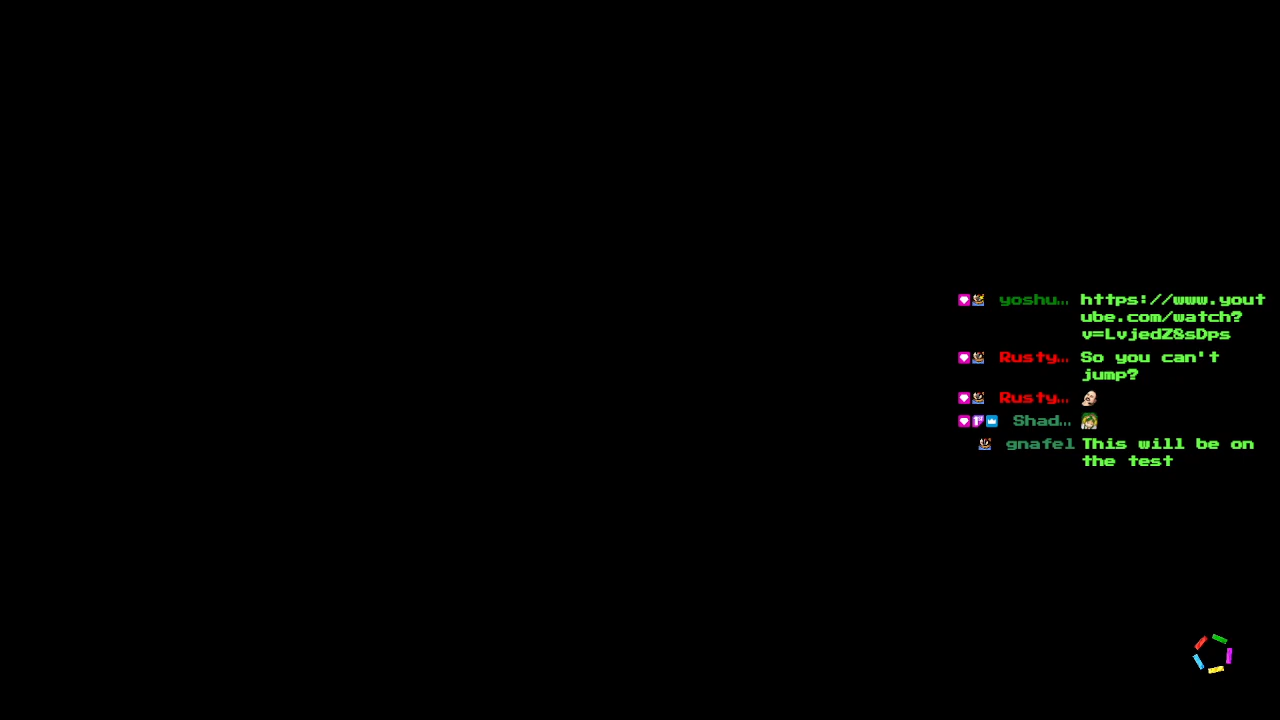 yoshu… https://www.yout
ube.com/watch?
v=LvjedZ8sDps
Rusty… So you can't
jump?
Rusty…
Shad…
gnafel This will be on
the test